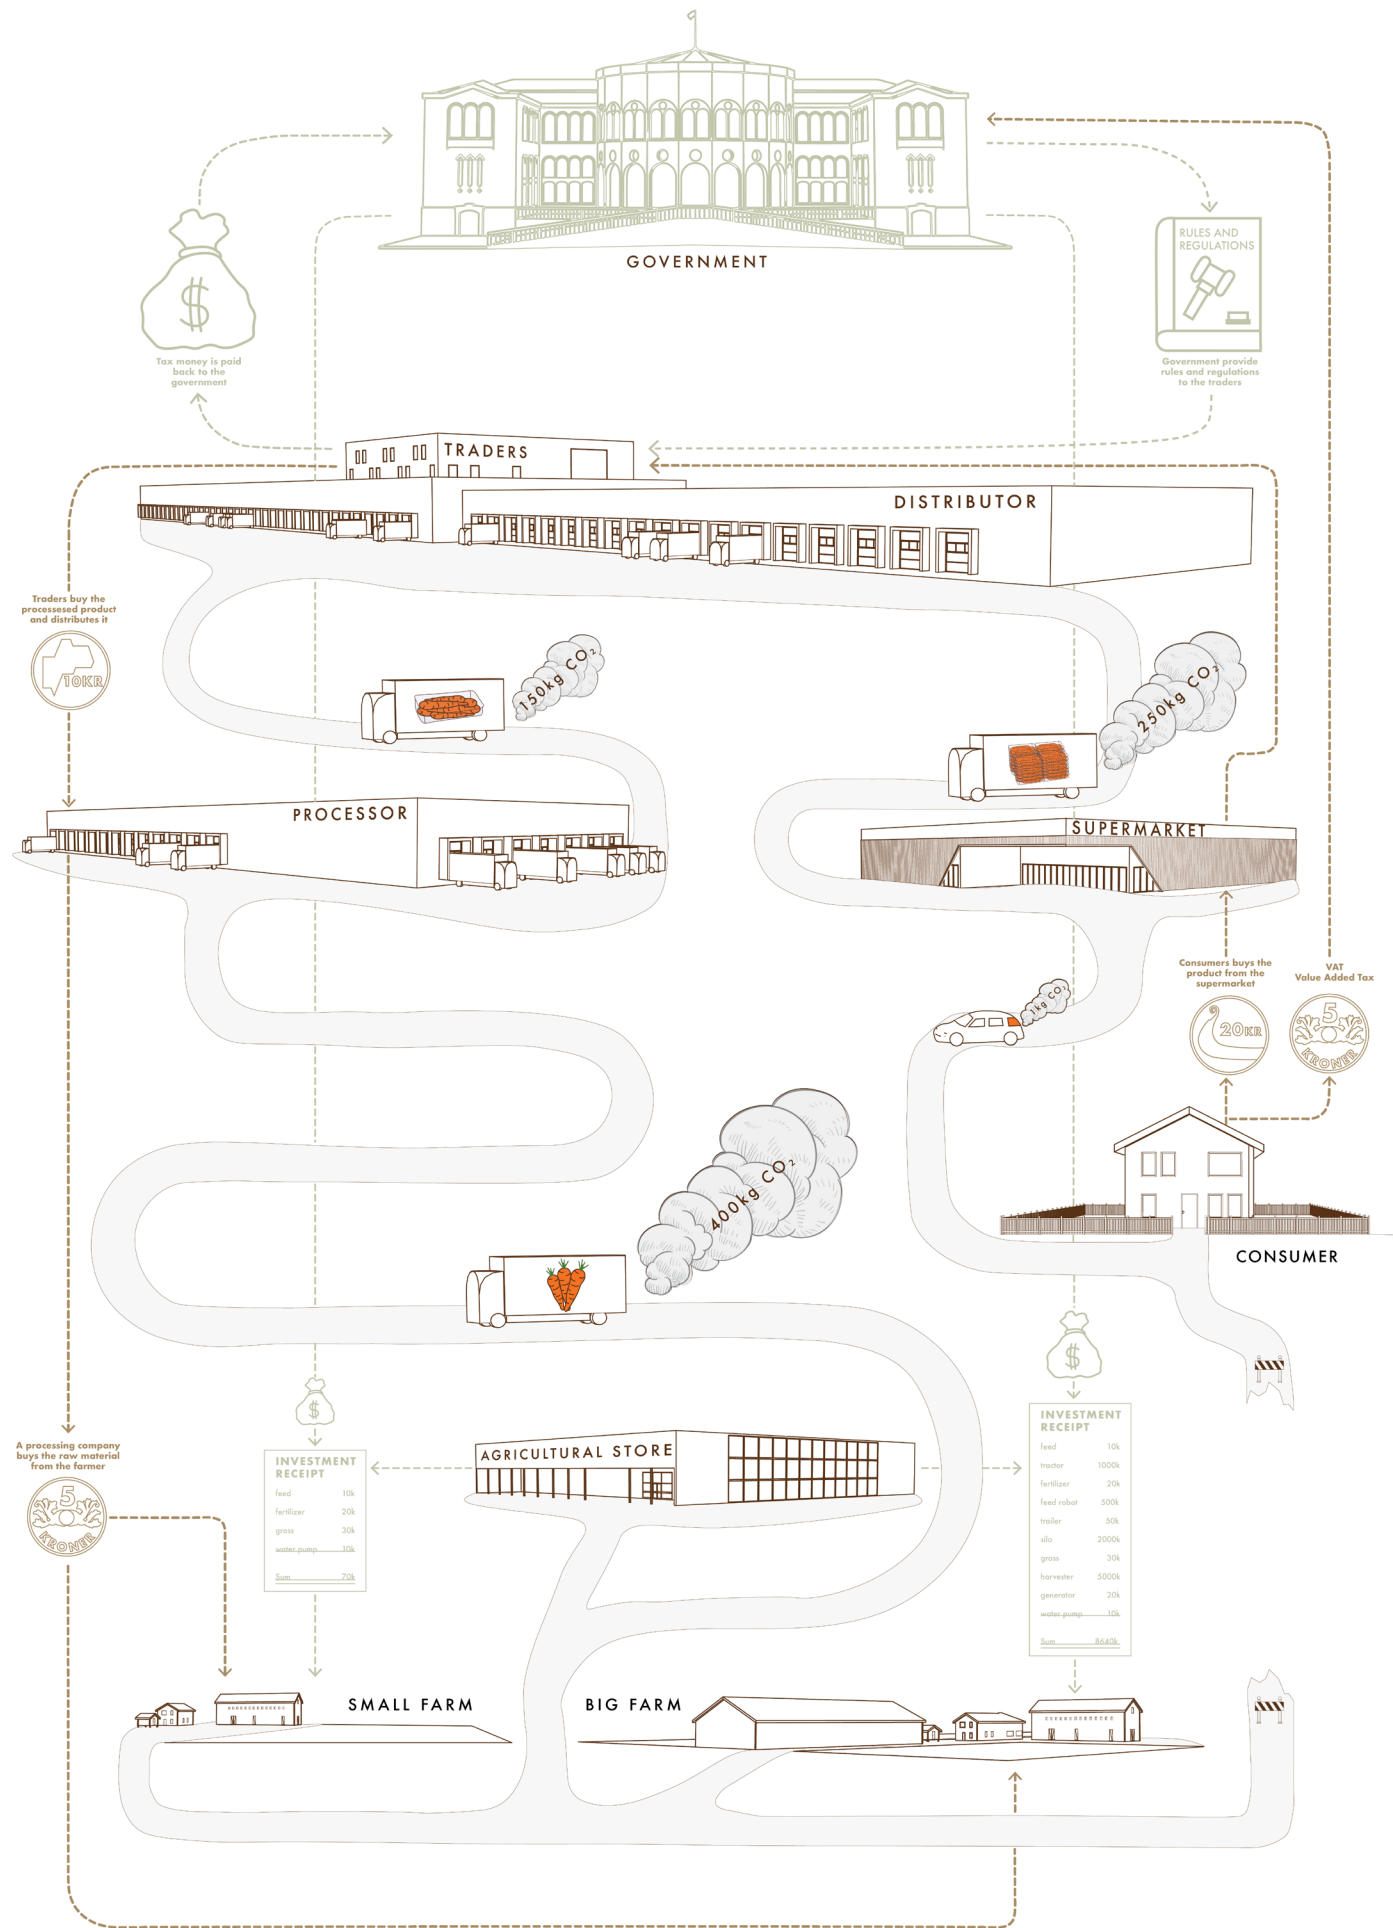 GOVERNMENT
RULES AND
REGULATIONS
$
Tax money is paid
back to the
government
Government provide
rules and regulations
to the traders
TRADERS
DISTRIBUTOR
Traders buy the
processesed product
and distributes it
10KR
150kg CO2
250kg CO2
PROCESSOR
SUPERMARKET
Consumers buys the
product from the
supermarket
20KR
VAT
Value Added Tax
5
KRONER
1kg CO2
400kg CO2
CONSUMER
$
$
A processing company
buys the raw material
from the farmer
5
KRONER
AGRICULTURAL STORE
INVESTMENT
RECEIPT
feed 10k
fertilizer 20k
grass 30k
water pump 10k
Sum 70k
INVESTMENT
RECEIPT
feed 10k
tractor 1000k
fertilizer 20k
feed robot 500k
trailer 50k
silo 2000k
grass 30k
harvester 5000k
generator 20k
water pump 10k
Sum 8640k
SMALL FARM
BIG FARM